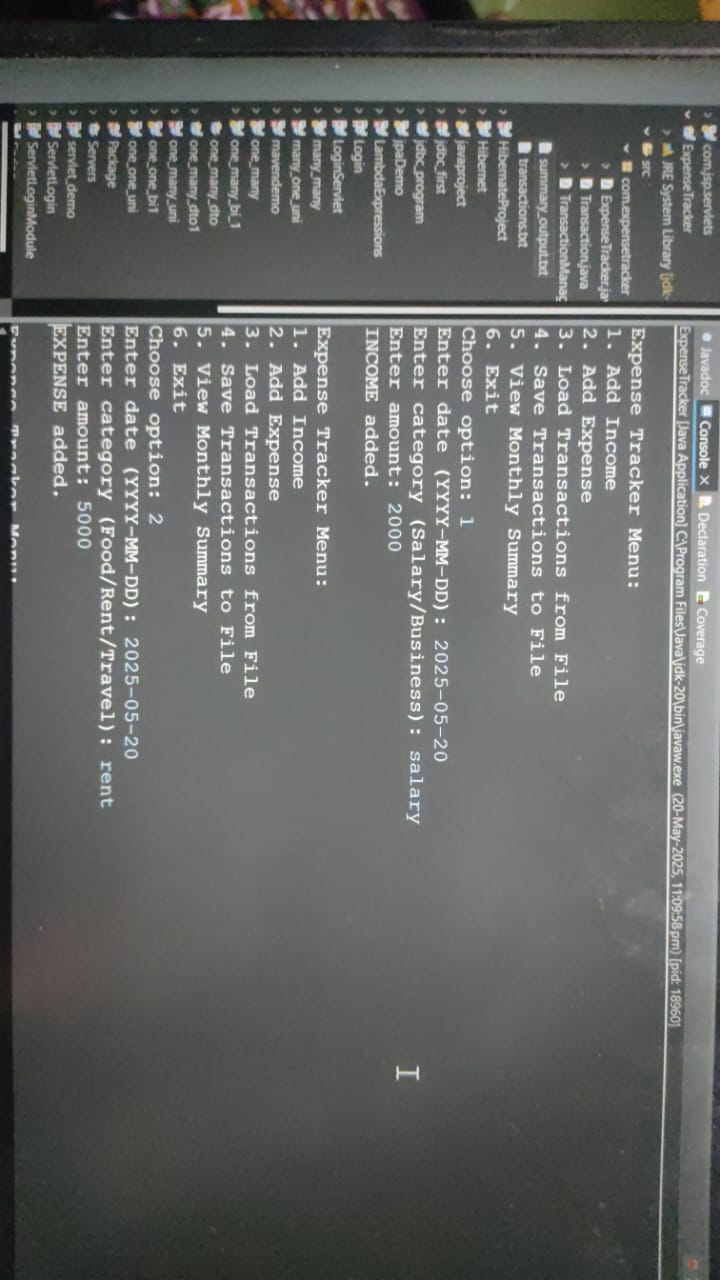 com.jsp.servlets
ExpenseTracker
JRE System Library [jdk-
src
com.expensetracker
ExpenseTracker.ja
Transaction.java
TransactionManag
summary_output.txt
transactions.txt
HibernateProject
Hibernet
javaproject
jdbc_first
jdbc_program
jpaDemo
LambdaExpressions
Login
LoginServlet
many_many
many_one_uni
mavendemo
one_many
one_many_bi_1
one_many_dto
one_many_dto1
one_many_uni
one_one_bi1
one_one_uni
Package
Servers
servlet_demo
ServletLogin
ServletLoginModule
Javadoc Console Declaration Coverage
ExpenseTracker [Java Application] C:\Program Files\Java\jdk-20\bin\javaw.exe (20-May-2025, 11:09:58 pm) [pid: 18960]
Expense Tracker Menu:
1. Add Income
2. Add Expense
3. Load Transactions from File
4. Save Transactions to File
5. View Monthly Summary
6. Exit
Choose option: 1
Enter date (YYYY-MM-DD): 2025-05-20
Enter category (Salary/Business): salary
Enter amount: 2000
INCOME added.
Expense Tracker Menu:
1. Add Income
2. Add Expense
3. Load Transactions from File
4. Save Transactions to File
5. View Monthly Summary
6. Exit
Choose option: 2
Enter date (YYYY-MM-DD): 2025-05-20
Enter category (Food/Rent/Travel): rent
Enter amount: 5000
EXPENSE added.
Expense Tracker Menu: